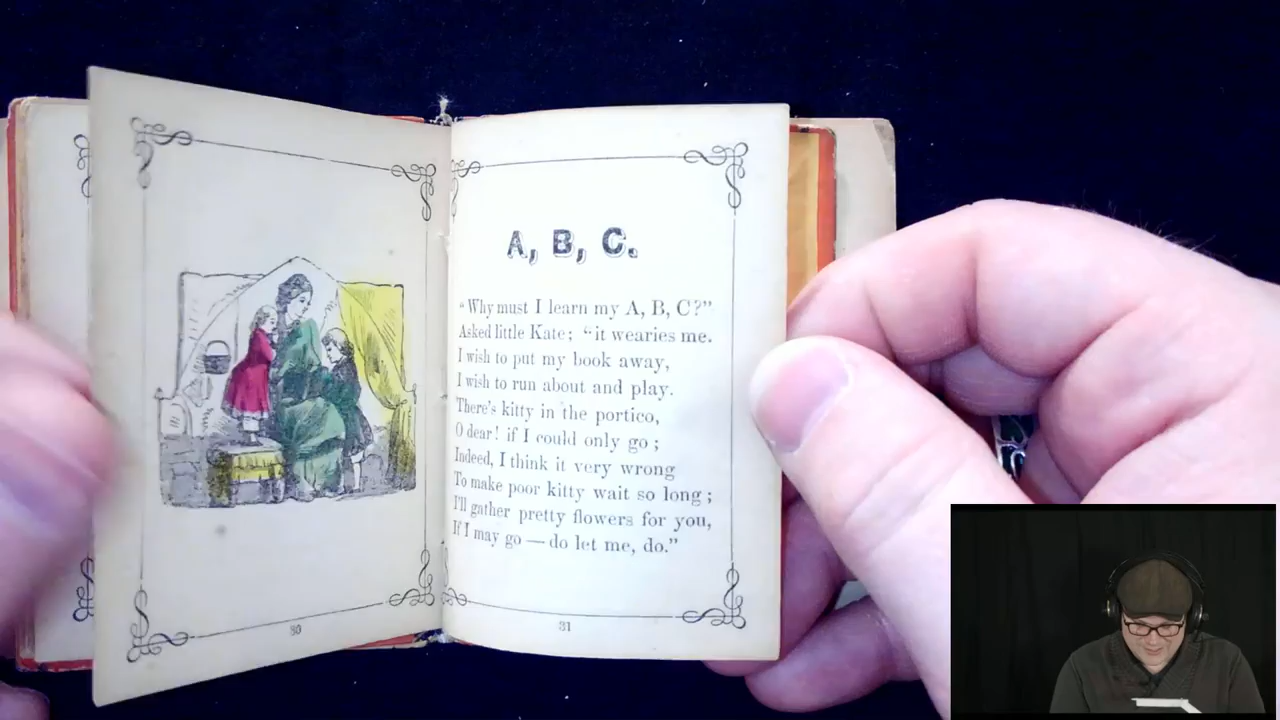 A, B, C.
"Why must I learn my A, B, C?"
Asked little Kate; "it wearies me.
I wish to put my book away,
I wish to run about and play.
There's kitty in the portico,
O dear! if I could only go;
Indeed, I think it very wrong
To make poor kitty wait so long;
I'll gather pretty flowers for you,
If I may go—do let me, do."
30
31